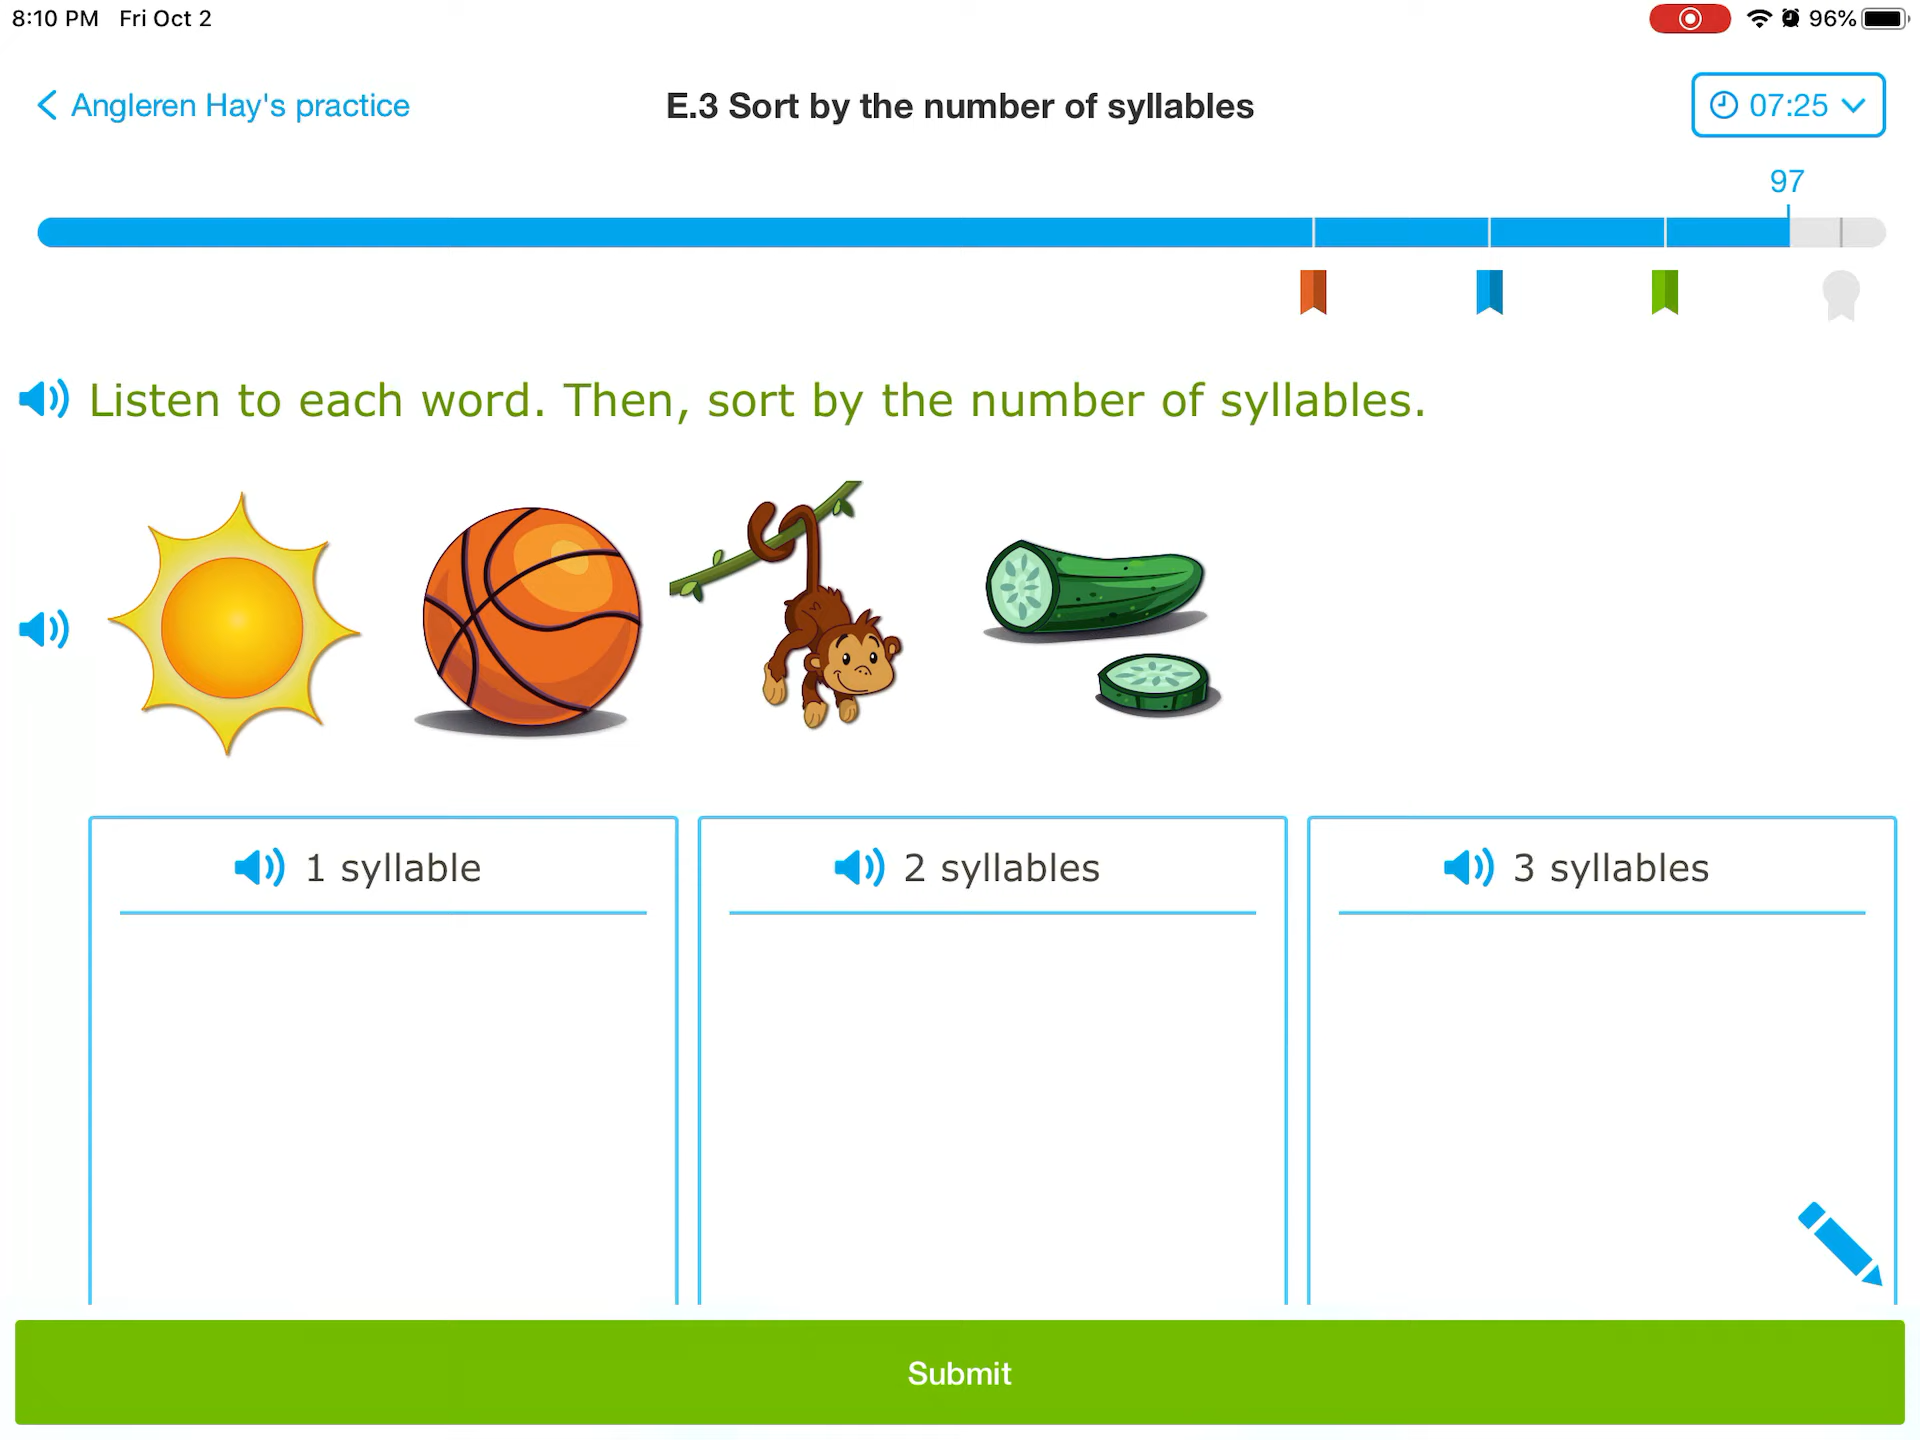 8:10 PM Fri Oct 2
96%
Angleren Hay's practice
E.3 Sort by the number of syllables
07:25
97
Listen to each word. Then, sort by the number of syllables.
1 syllable
2 syllables
3 syllables
Submit